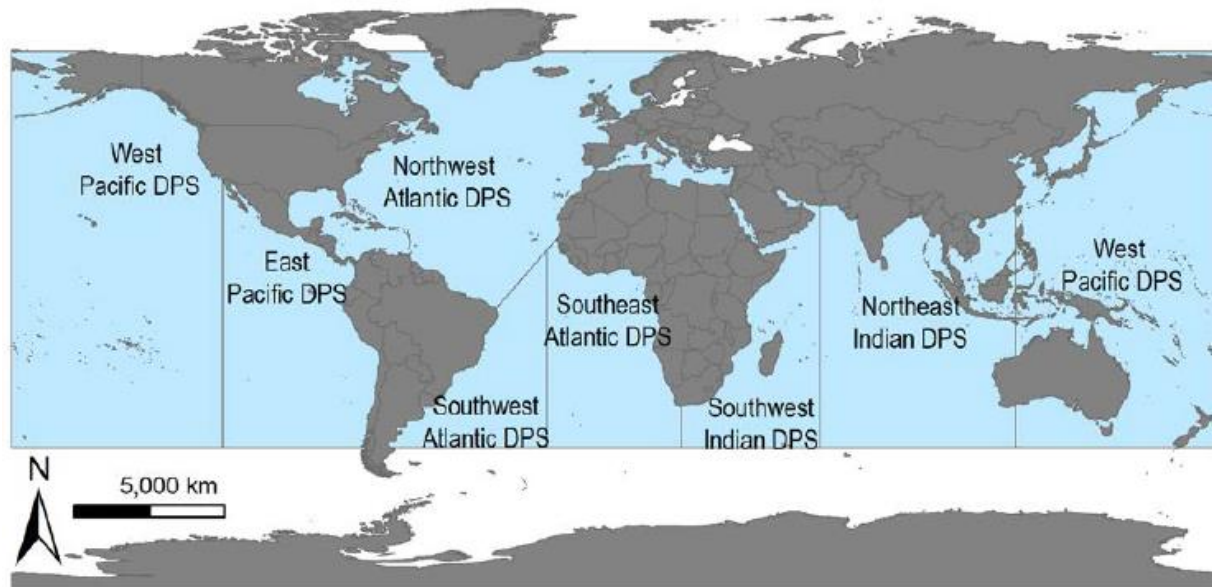 West
Pacific DPS
Northwest
Atlantic DPS
East
Pacific DPS
Southeast
Atlantic DPS
Northeast
Indian DPS
West
Pacific DPS
Southwest
Atlantic DPS
Southwest
Indian DPS
N
5,000 km